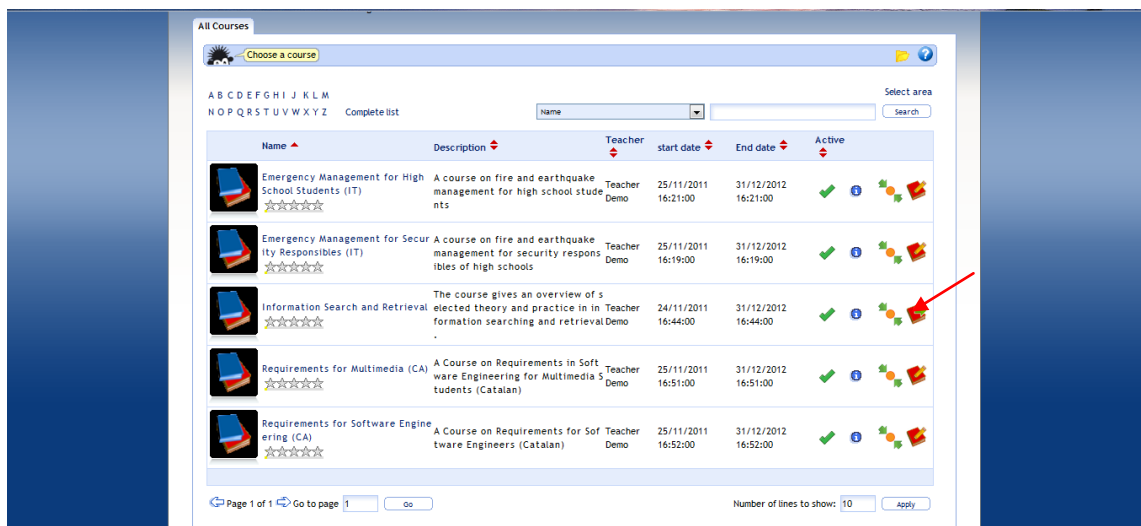 All Courses
Choose a course
A B C D E F G H I J K L M
Select area
N O P Q R S T U V W X Y Z Complete list
Name
Search
Name Description Teacher start date End date Active
Emergency Management for High
School Students (IT)
A course on fire and earthquake
management for high school stude
nts
Teacher
Demo
25/11/2011
16:21:00
31/12/2012
16:21:00
Emergency Management for Secur
ity Responsibles (IT)
A course on fire and earthquake
management for security respons
ibles of high schools
Teacher
Demo
25/11/2011
16:19:00
31/12/2012
16:19:00
Information Search and Retrieval
The course gives an overview of s
elected theory and practice in in
formation searching and retrieval
.
Teacher
Demo
24/11/2011
16:44:00
31/12/2012
16:44:00
Requirements for Multimedia (CA)
A Course on Requirements in Soft
ware Engineering for Multimedia S
tudents (Catalan)
Teacher
Demo
25/11/2011
16:51:00
31/12/2012
16:51:00
Requirements for Software Engine
ering (CA)
A Course on Requirements for Sof
tware Engineers (Catalan)
Teacher
Demo
25/11/2011
16:52:00
31/12/2012
16:52:00
Page 1 of 1 Go to page 1 Go
Number of lines to show: 10 Apply